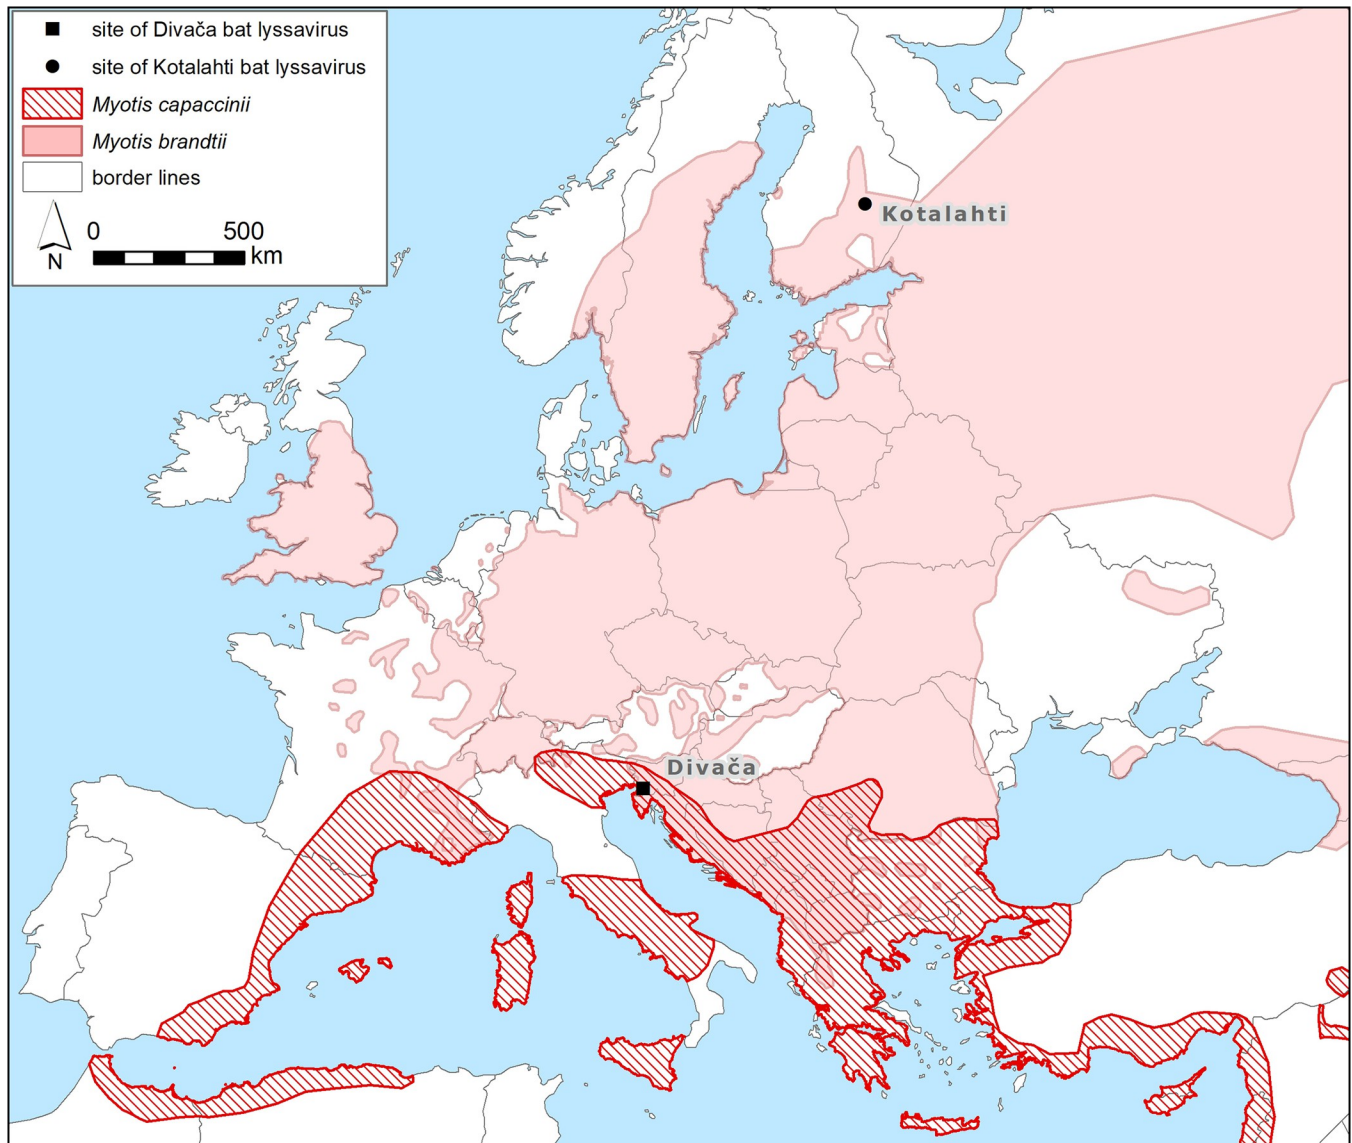 site of Divača bat lyssavirus
site of Kotalahti bat lyssavirus
Myotis capaccinii
Myotis brandtii
border lines
N
0 500
km
Kotalahti
Divača